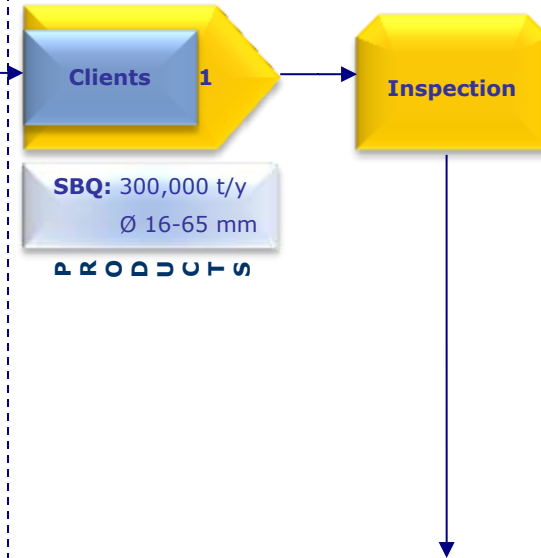 Clients 1
Inspection
SBQ: 300,000 t/y
Ø 16-65 mm
PRODUCTS